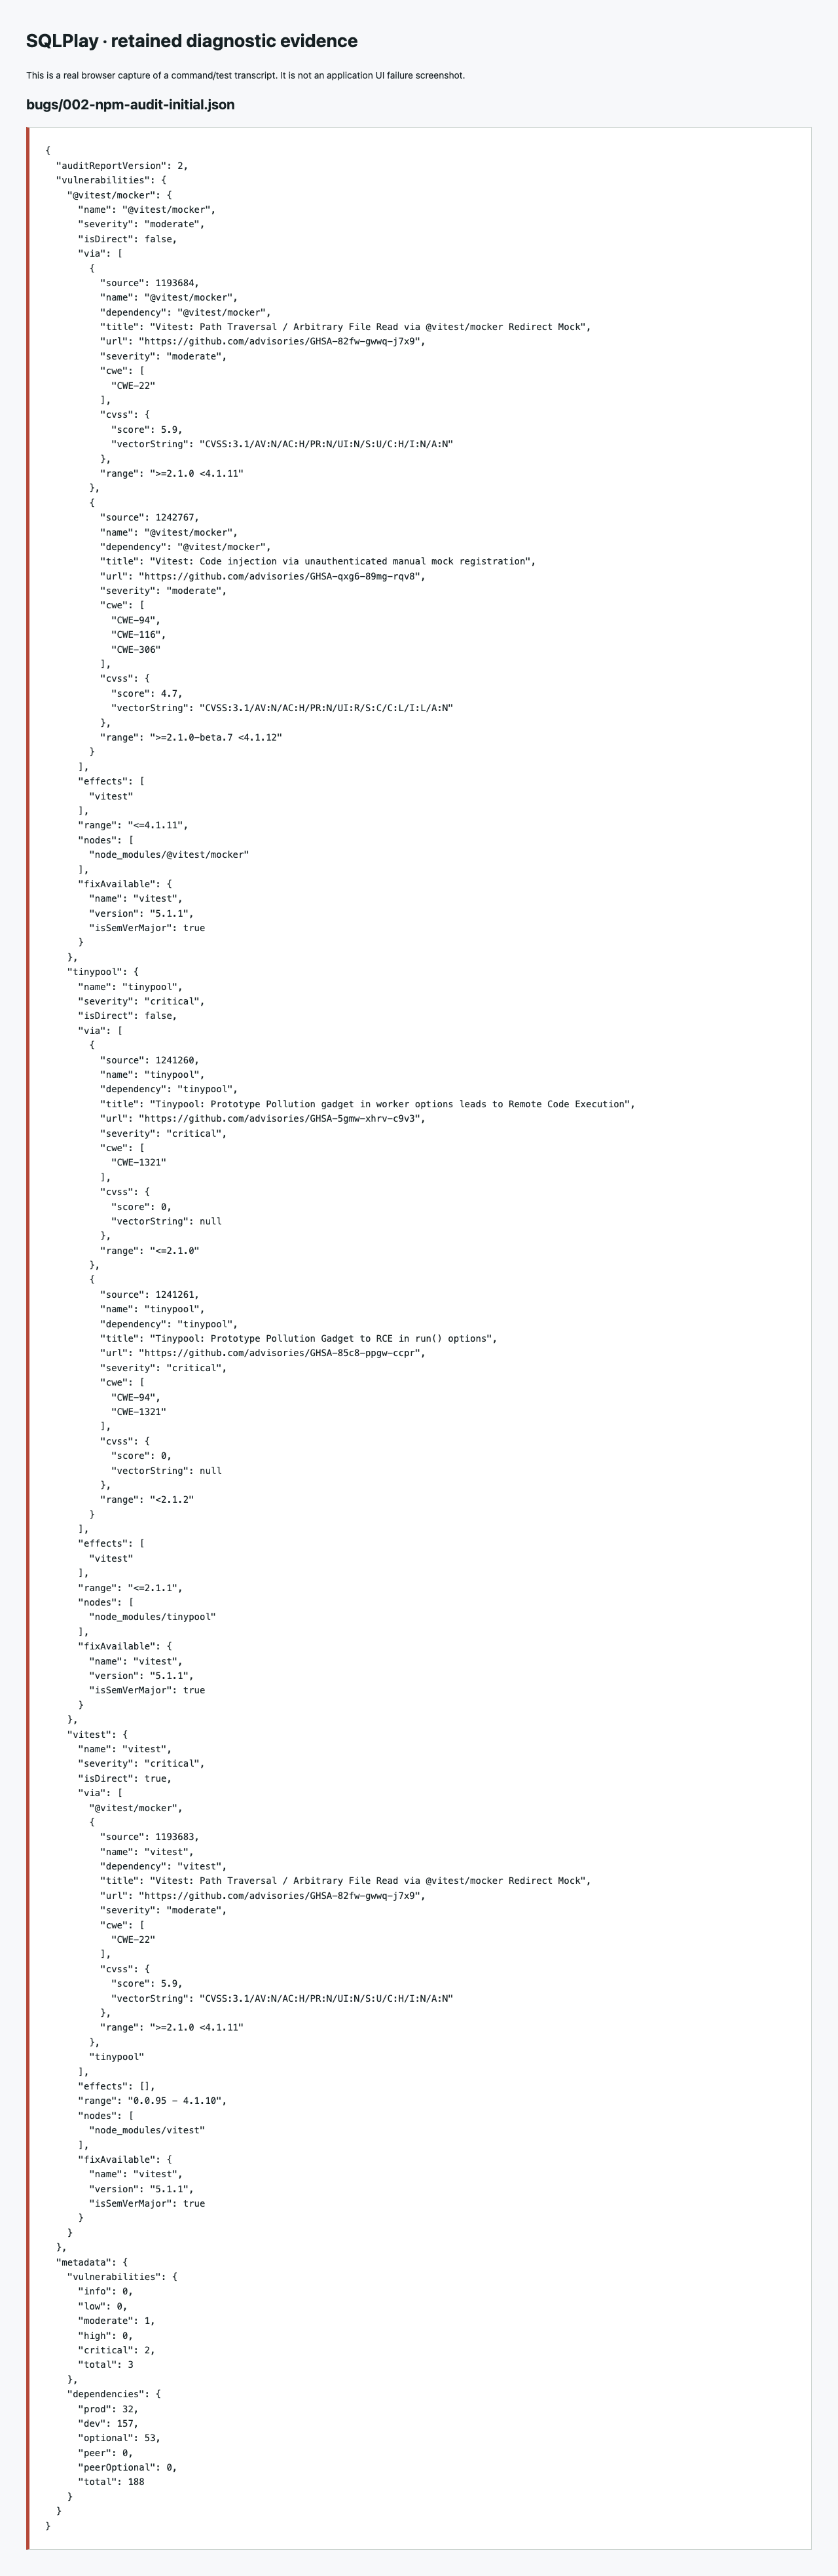 SQLPlay · retained diagnostic evidence
This is a real browser capture of a command/test transcript. It is not an application UI failure screenshot.
bugs/002-npm-audit-initial.json
{
  "auditReportVersion": 2,
  "vulnerabilities": {
    "@vitest/mocker": {
      "name": "@vitest/mocker",
      "severity": "moderate",
      "isDirect": false,
      "via": [
        {
          "source": 1193684,
          "name": "@vitest/mocker",
          "dependency": "@vitest/mocker",
          "title": "Vitest: Path Traversal / Arbitrary File Read via @vitest/mocker Redirect Mock",
          "url": "https://github.com/advisories/GHSA-82fw-gwwq-j7x9",
          "severity": "moderate",
          "cwe": [
            "CWE-22"
          ],
          "cvss": {
            "score": 5.9,
            "vectorString": "CVSS:3.1/AV:N/AC:H/PR:N/UI:N/S:U/C:H/I:N/A:N"
          },
          "range": ">=2.1.0 <4.1.11"
        },
        {
          "source": 1242767,
          "name": "@vitest/mocker",
          "dependency": "@vitest/mocker",
          "title": "Vitest: Code injection via unauthenticated manual mock registration",
          "url": "https://github.com/advisories/GHSA-qxg6-89mg-rqv8",
          "severity": "moderate",
          "cwe": [
            "CWE-94",
            "CWE-116",
            "CWE-306"
          ],
          "cvss": {
            "score": 4.7,
            "vectorString": "CVSS:3.1/AV:N/AC:H/PR:N/UI:R/S:C/C:L/I:L/A:N"
          },
          "range": ">=2.1.0-beta.7 <4.1.12"
        }
      ],
      "effects": [
        "vitest"
      ],
      "range": "<=4.1.11",
      "nodes": [
        "node_modules/@vitest/mocker"
      ],
      "fixAvailable": {
        "name": "vitest",
        "version": "5.1.1",
        "isSemVerMajor": true
      }
    },
    "tinypool": {
      "name": "tinypool",
      "severity": "critical",
      "isDirect": false,
      "via": [
        {
          "source": 1241260,
          "name": "tinypool",
          "dependency": "tinypool",
          "title": "Tinypool: Prototype Pollution gadget in worker options leads to Remote Code Execution",
          "url": "https://github.com/advisories/GHSA-5gmw-xhrv-c9v3",
          "severity": "critical",
          "cwe": [
            "CWE-1321"
          ],
          "cvss": {
            "score": 0,
            "vectorString": null
          },
          "range": "<=2.1.0"
        },
        {
          "source": 1241261,
          "name": "tinypool",
          "dependency": "tinypool",
          "title": "Tinypool: Prototype Pollution Gadget to RCE in run() options",
          "url": "https://github.com/advisories/GHSA-85c8-ppgw-ccpr",
          "severity": "critical",
          "cwe": [
            "CWE-94",
            "CWE-1321"
          ],
          "cvss": {
            "score": 0,
            "vectorString": null
          },
          "range": "<2.1.2"
        }
      ],
      "effects": [
        "vitest"
      ],
      "range": "<=2.1.1",
      "nodes": [
        "node_modules/tinypool"
      ],
      "fixAvailable": {
        "name": "vitest",
        "version": "5.1.1",
        "isSemVerMajor": true
      }
    },
    "vitest": {
      "name": "vitest",
      "severity": "critical",
      "isDirect": true,
      "via": [
        "@vitest/mocker",
        {
          "source": 1193683,
          "name": "vitest",
          "dependency": "vitest",
          "title": "Vitest: Path Traversal / Arbitrary File Read via @vitest/mocker Redirect Mock",
          "url": "https://github.com/advisories/GHSA-82fw-gwwq-j7x9",
          "severity": "moderate",
          "cwe": [
            "CWE-22"
          ],
          "cvss": {
            "score": 5.9,
            "vectorString": "CVSS:3.1/AV:N/AC:H/PR:N/UI:N/S:U/C:H/I:N/A:N"
          },
          "range": ">=2.1.0 <4.1.11"
        },
        "tinypool"
      ],
      "effects": [],
      "range": "0.0.95 - 4.1.10",
      "nodes": [
        "node_modules/vitest"
      ],
      "fixAvailable": {
        "name": "vitest",
        "version": "5.1.1",
        "isSemVerMajor": true
      }
    }
  },
  "metadata": {
    "vulnerabilities": {
      "info": 0,
      "low": 0,
      "moderate": 1,
      "high": 0,
      "critical": 2,
      "total": 3
    },
    "dependencies": {
      "prod": 32,
      "dev": 157,
      "optional": 53,
      "peer": 0,
      "peerOptional": 0,
      "total": 188
    }
  }
}